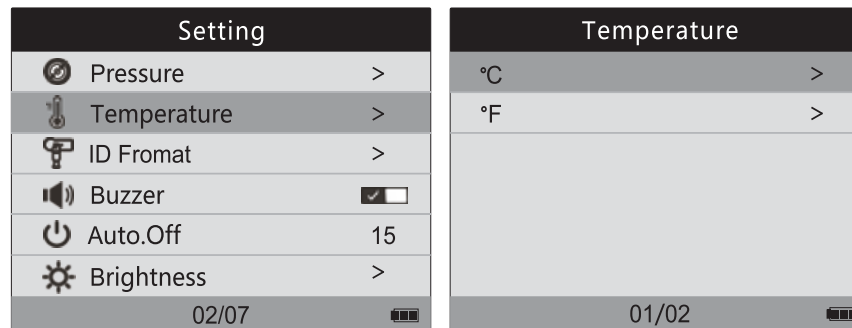 Setting
Pressure >
Temperature >
ID Fromat >
Buzzer
Auto.Off 15
Brightness >
02/07
Temperature
°C >
°F >
01/02